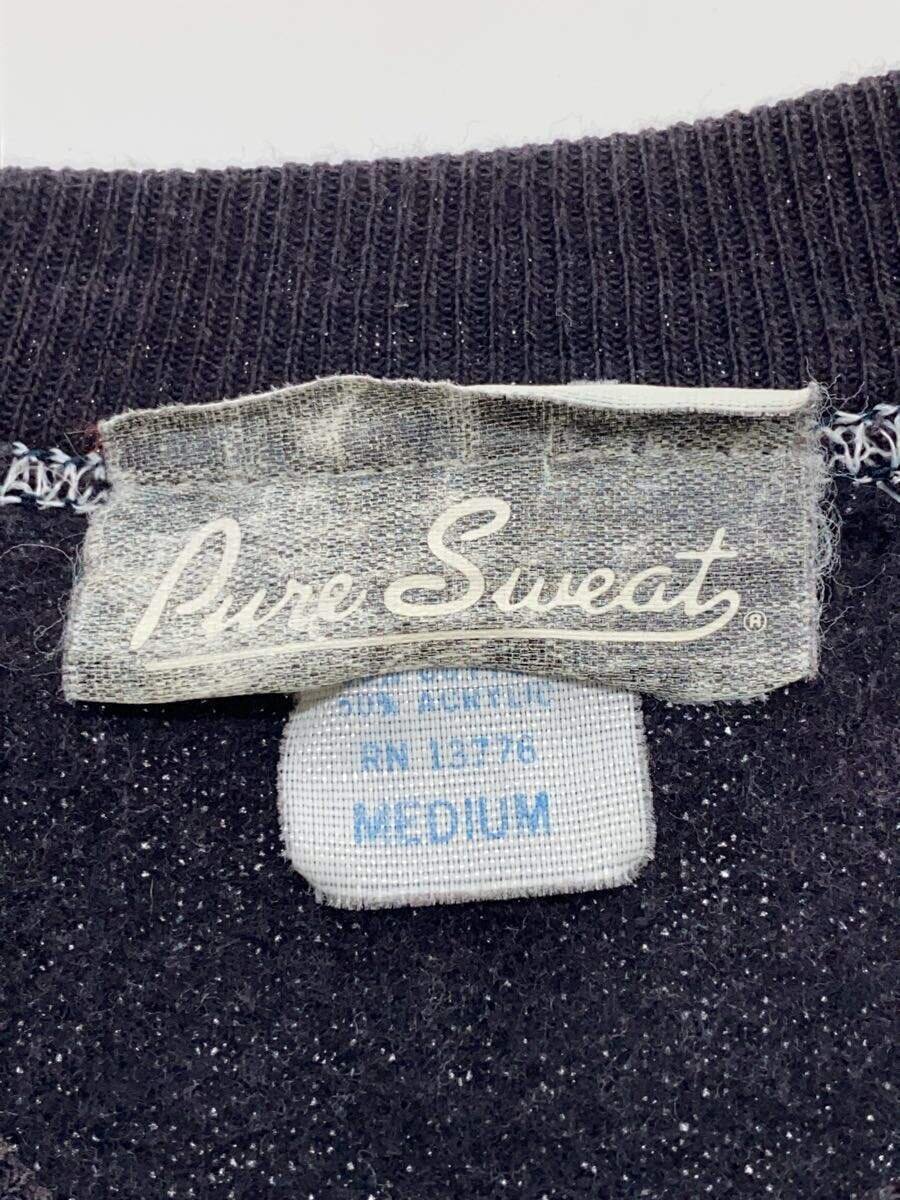 Pure Sweat®
50% ACRYLIC
RN 13776
MEDIUM